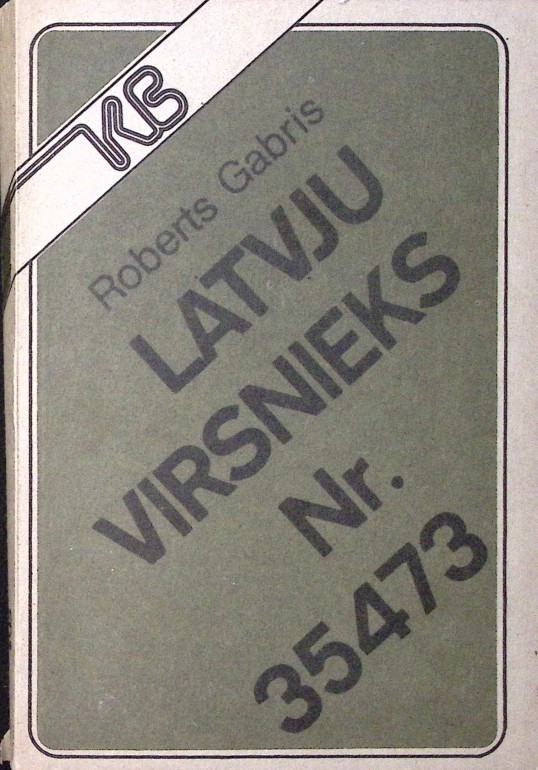 KB
Roberts Gabris
LATVJU
VIRSNIEKS
Nr.
35473